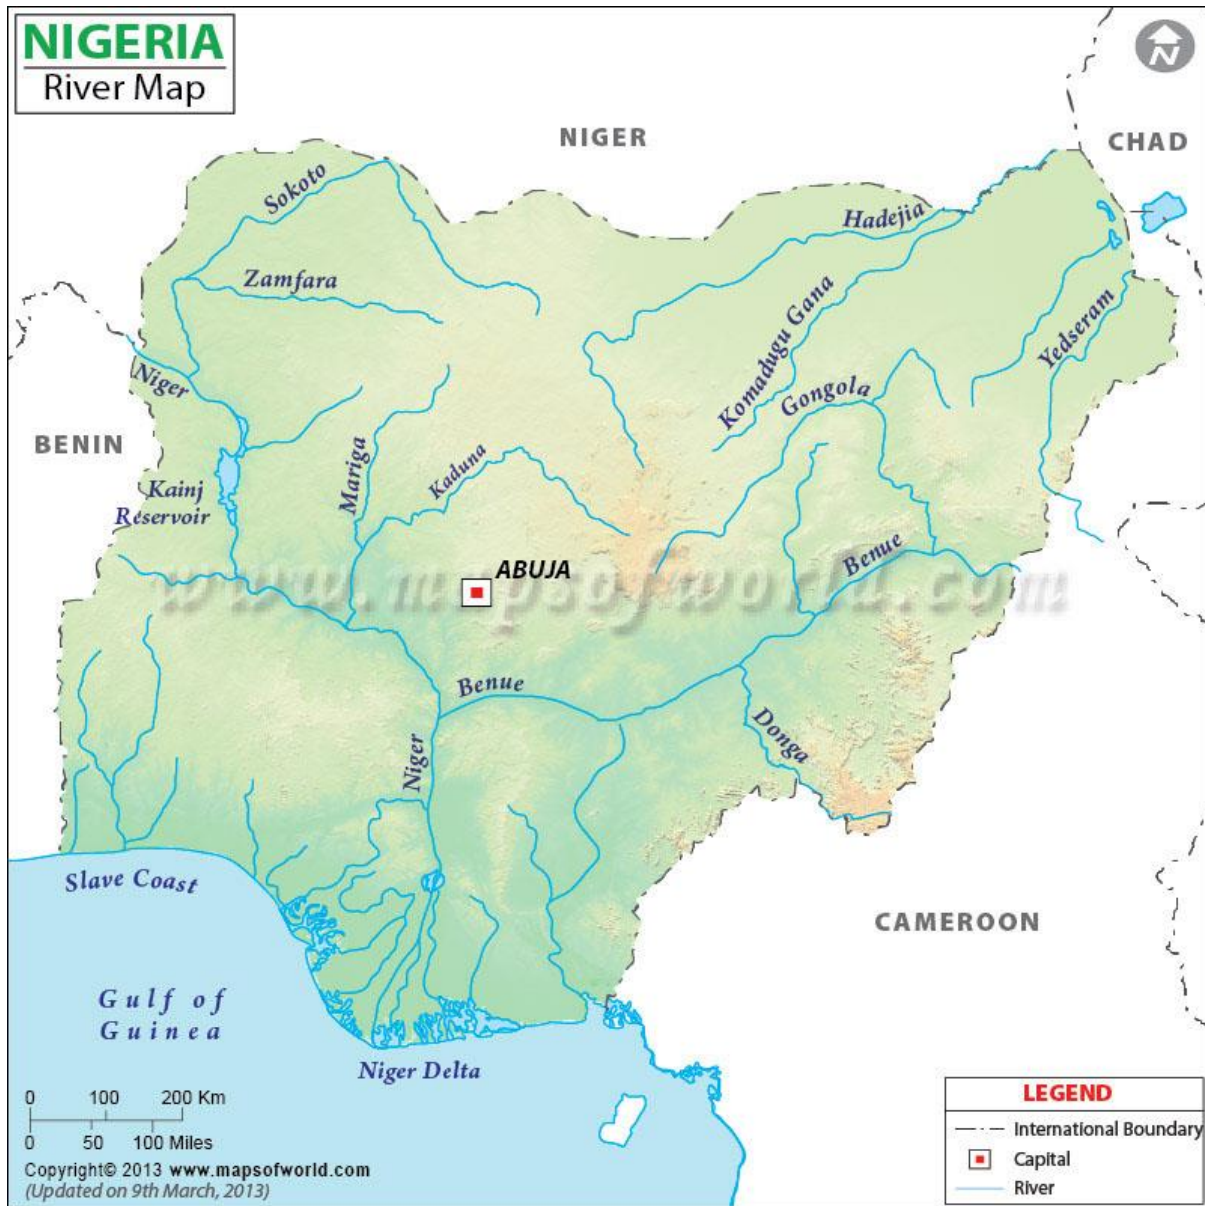 NIGERIA
River Map
N
NIGER
CHAD
Sokoto
Hadejia
Zamfara
Komadugu Gana
Yedseram
Niger
Gongola
BENIN
Mariga
Kaduna
Kainj
Reservoir
Benue
ABUJA
www.mapsofworld.com
Benue
Donga
Niger
Slave Coast
CAMEROON
Gulf of
Guinea
Niger Delta
0 100 200 Km
0 50 100 Miles
Copyright© 2013 www.mapsofworld.com
(Updated on 9th March, 2013)
LEGEND
International Boundary
Capital
River